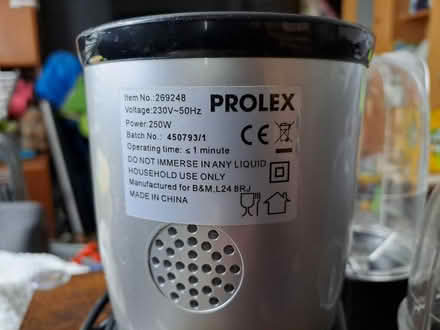 Item No.:269248
Voltage:230V~50Hz
PROLEX
Power:250W
Batch No.: 450793/1
Operating time: ≤ 1 minute
CE
DO NOT IMMERSE IN ANY LIQUID
HOUSEHOLD USE ONLY
Manufactured for B&M.L24 8RJ
MADE IN CHINA